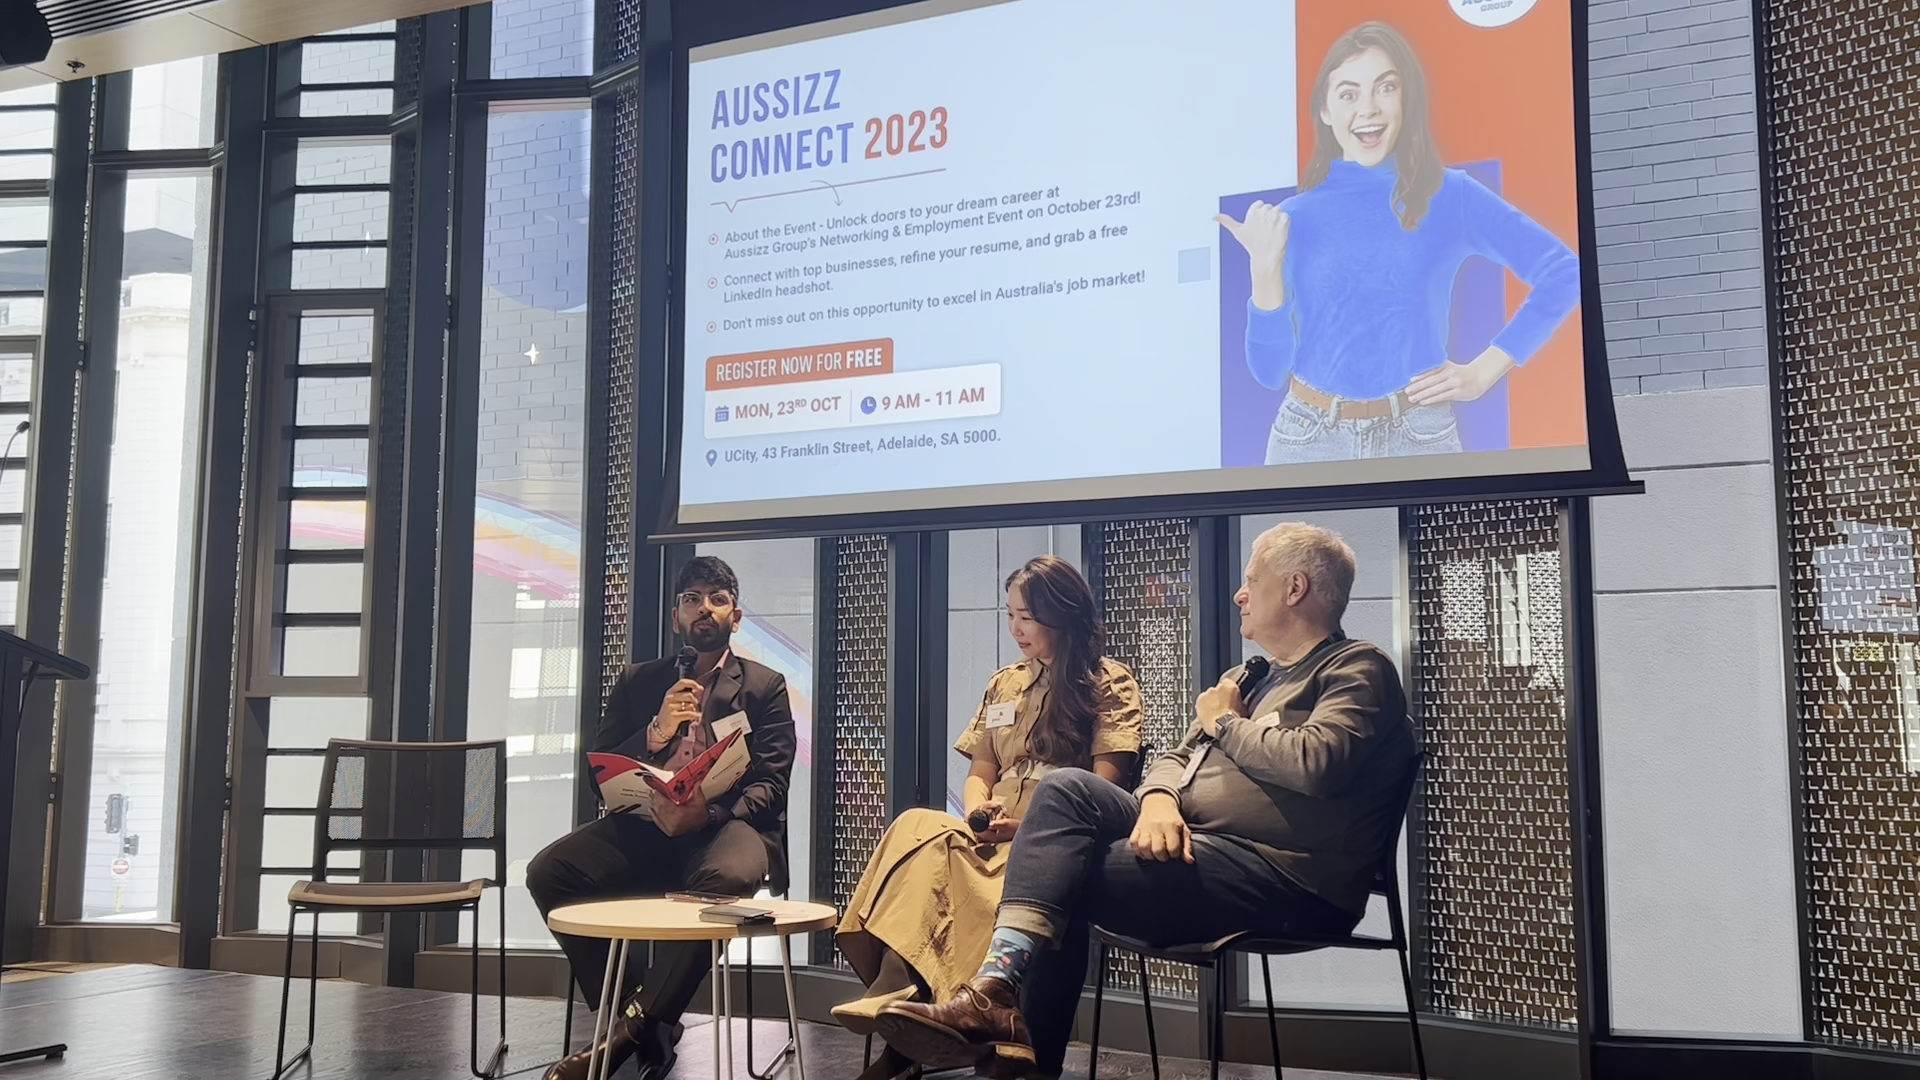 GROUP
AUSSIZZ
CONNECT 2023
About the Event - Unlock doors to your dream career at
Aussizz Group's Networking & Employment Event on October 23rd!
Connect with top businesses, refine your resume, and grab a free
LinkedIn headshot.
Don't miss out on this opportunity to excel in Australia's job market!
REGISTER NOW FOR FREE
MON, 23RD OCT
9 AM - 11 AM
UCity, 43 Franklin Street, Adelaide, SA 5000.